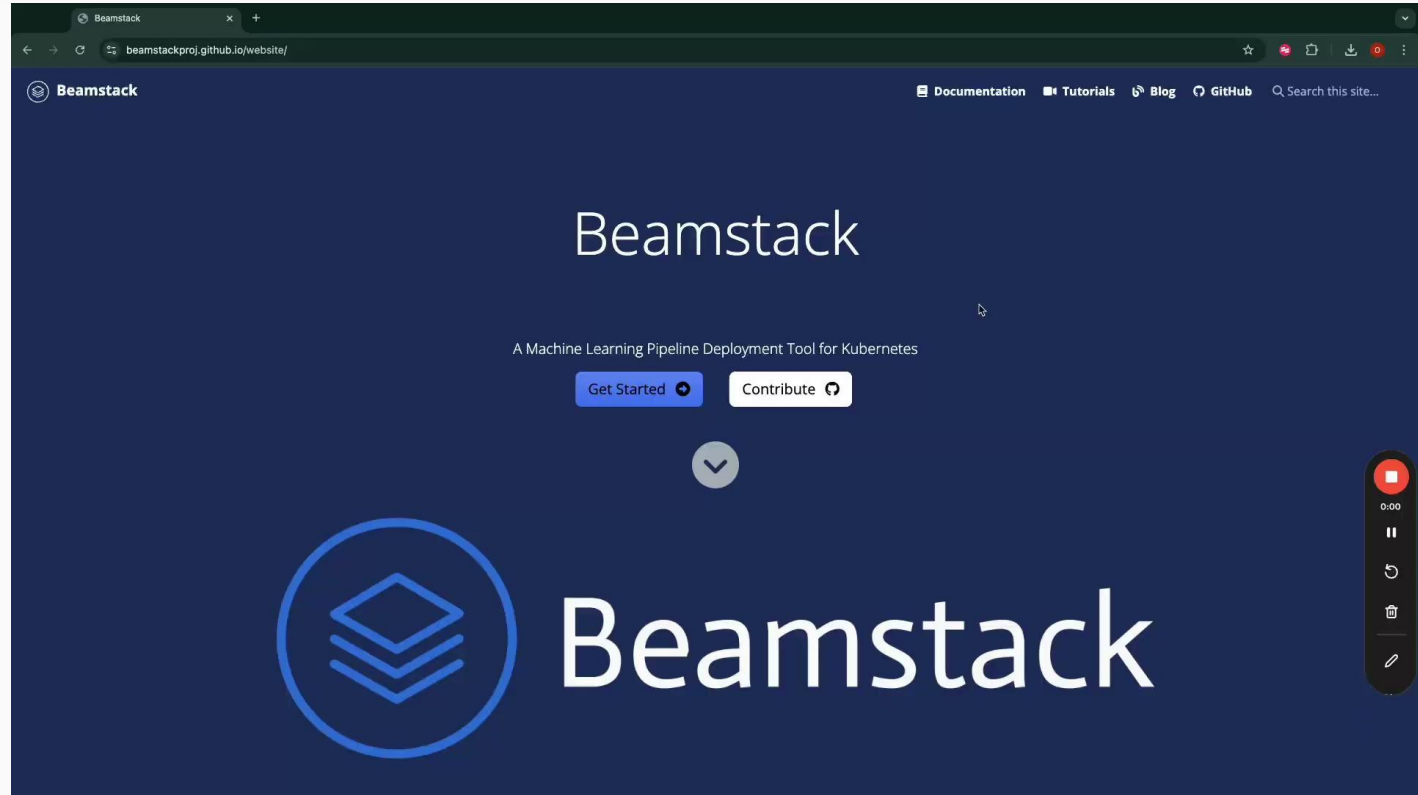 Beamstack
beamstackproj.github.io/website/
Beamstack
Documentation Tutorials Blog GitHub Search this site...
Beamstack
A Machine Learning Pipeline Deployment Tool for Kubernetes
Get Started Contribute
0:00
Beamstack